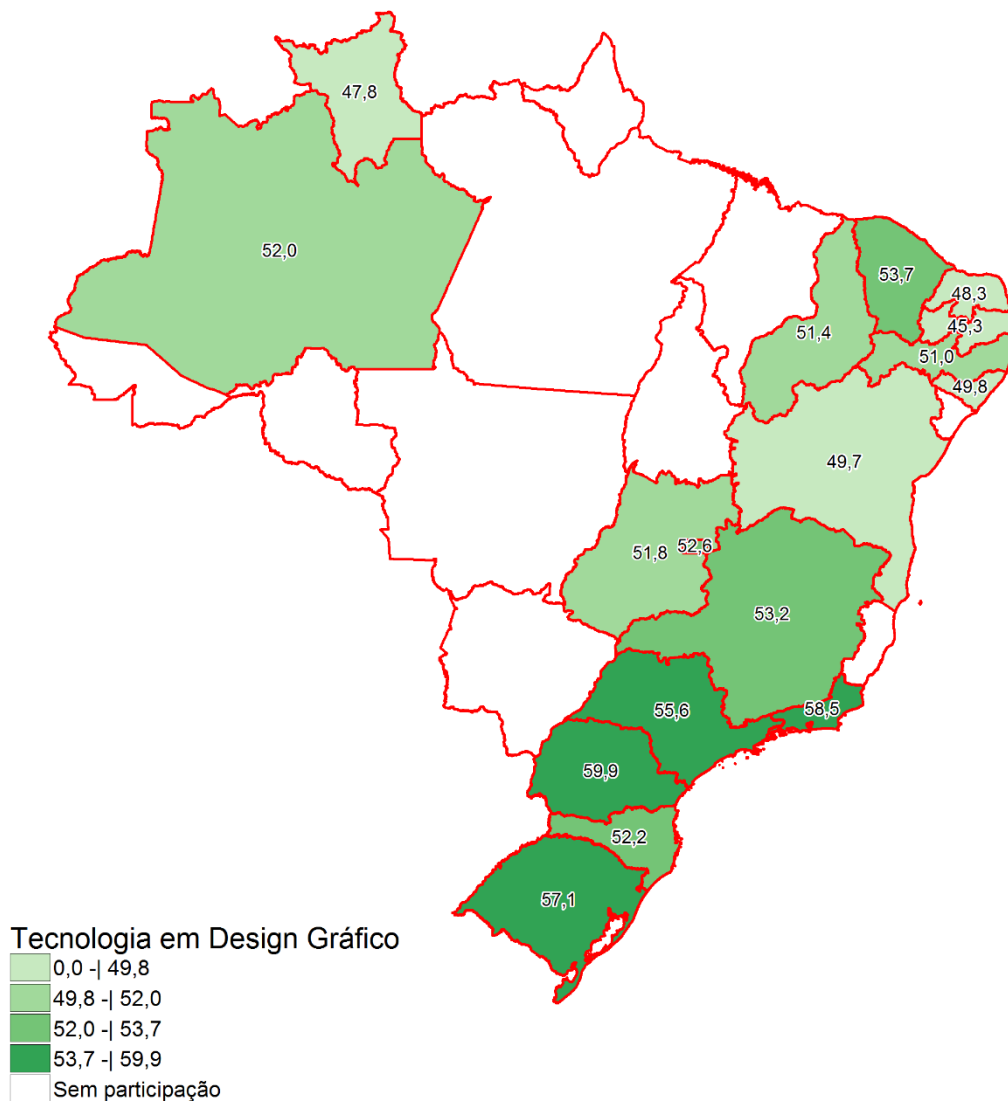 47,8
52,0
53,7
48,3
45,3
51,4
51,0
49,8
49,7
51,8
52,6
53,2
55,6
58,5
59,9
52,2
57,1
Tecnologia em Design Gráfico
0,0 -| 49,8
49,8 -| 52,0
52,0 -| 53,7
53,7 -| 59,9
Sem participação